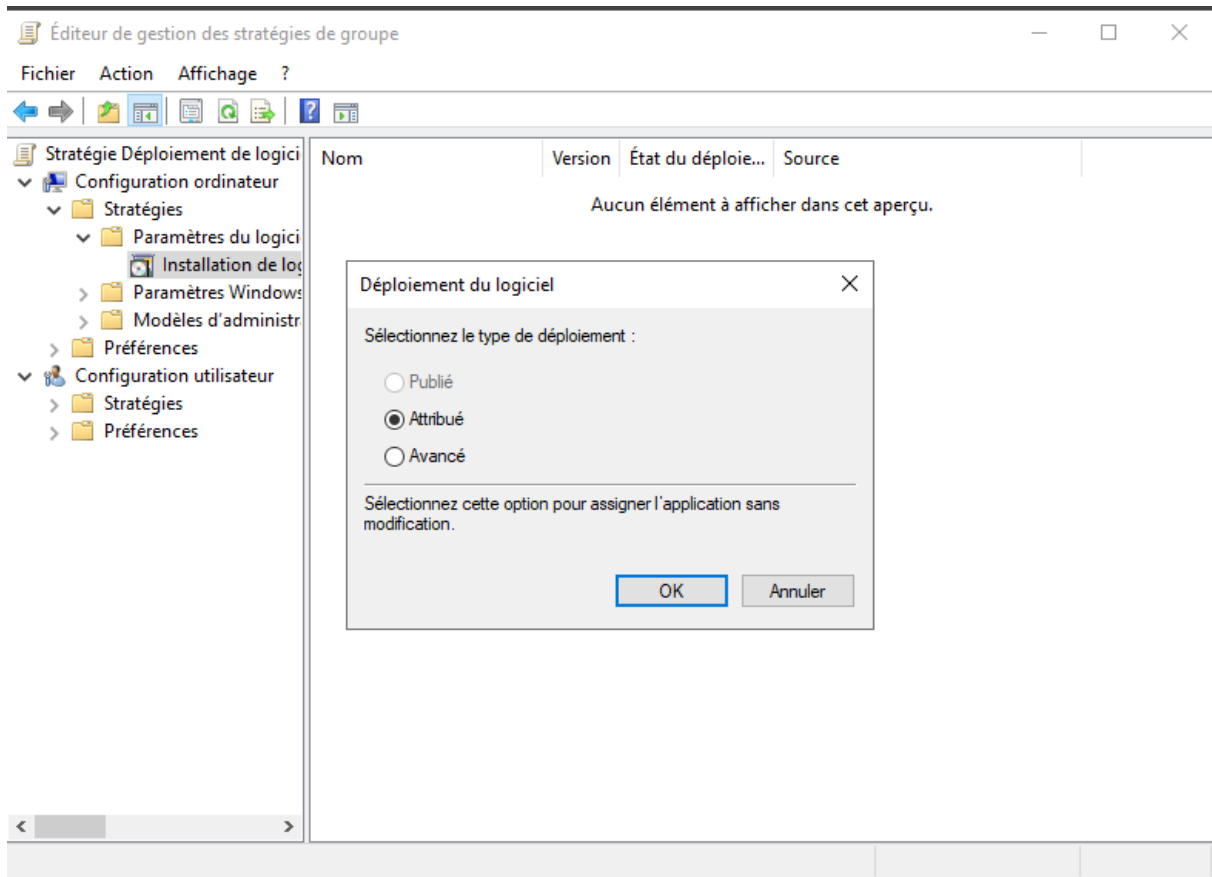 Éditeur de gestion des stratégies de groupe
Fichier Action Affichage ?
Stratégie Déploiement de logici
Configuration ordinateur
Stratégies
Paramètres du logici
Installation de log
Paramètres Windows
Modèles d'administr
Préférences
Configuration utilisateur
Stratégies
Préférences
Nom Version État du déploie... Source
Aucun élément à afficher dans cet aperçu.
Déploiement du logiciel
Sélectionnez le type de déploiement :
Publié
Attribué
Avancé
Sélectionnez cette option pour assigner l'application sans
modification.
OK Annuler